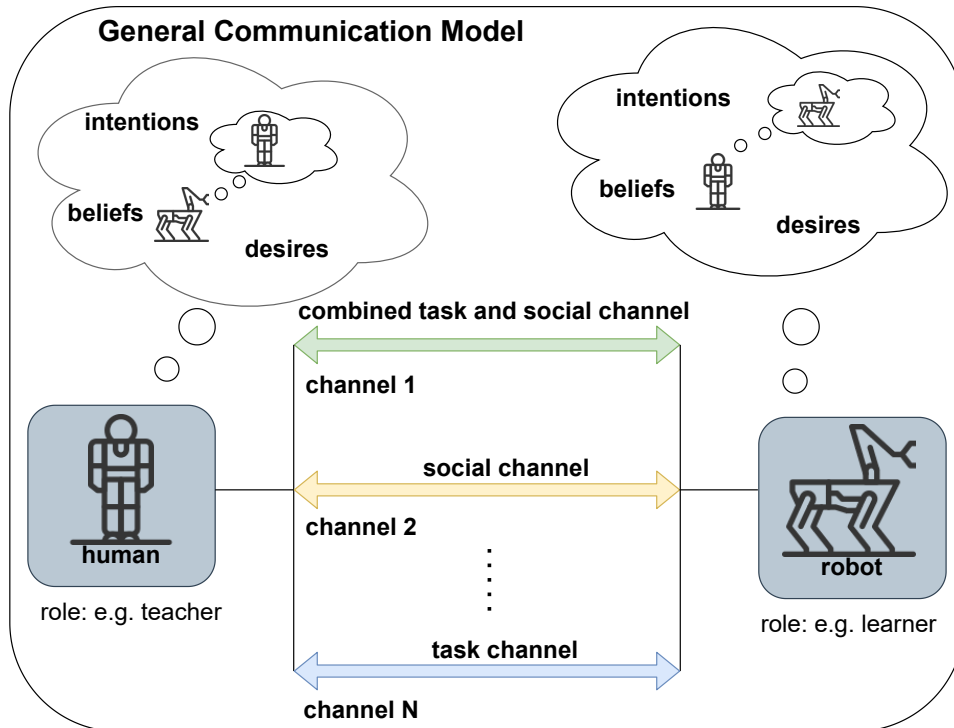 General Communication Model
intentions
beliefs
desires
intentions
beliefs
desires
combined task and social channel
channel 1
social channel
channel 2
task channel
channel N
human
role: e.g. teacher
robot
role: e.g. learner